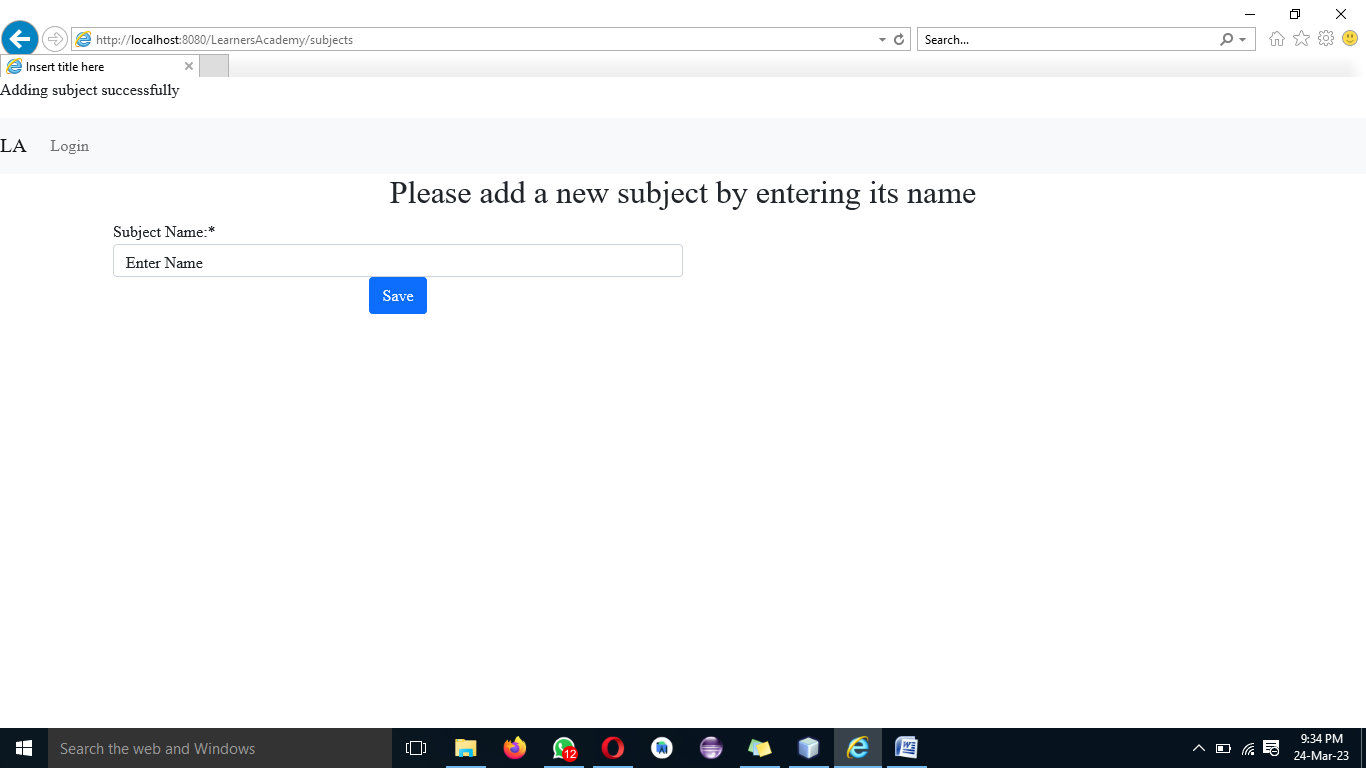 http://localhost:8080/LearnersAcademy/subjects
Search...
Insert title here
Adding subject successfully
LA Login
Please add a new subject by entering its name
Subject Name:*
Enter Name
Save
Search the web and Windows
12
9:34 PM
24-Mar-23